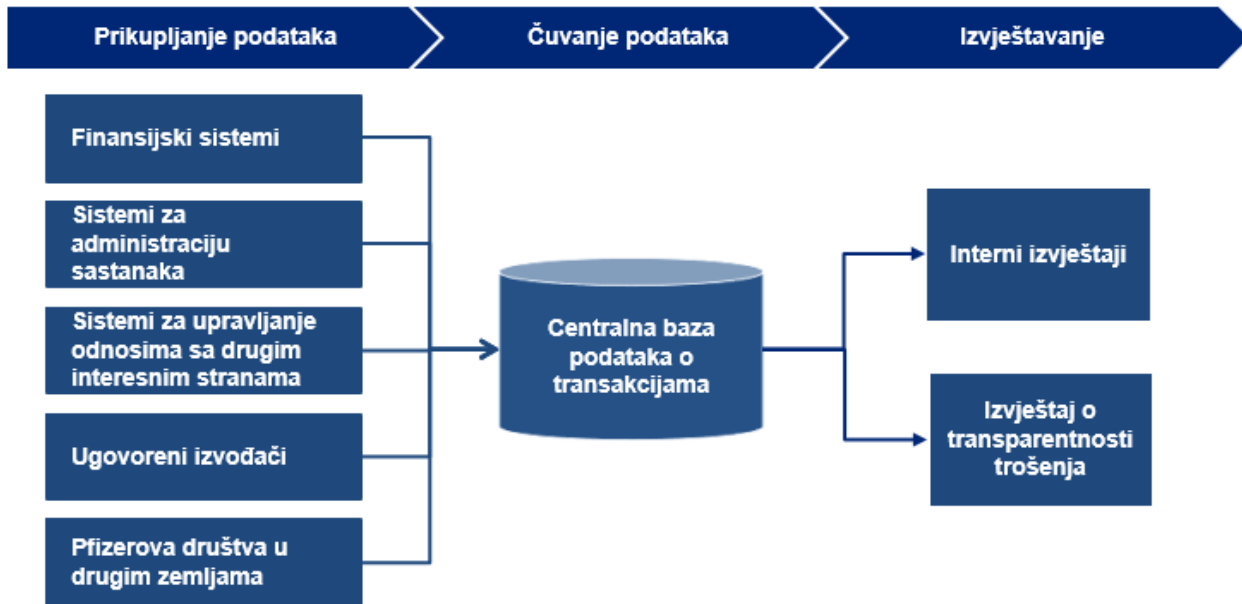 Prikupljanje podataka
Čuvanje podataka
Izvještavanje
Finansijski sistemi
Sistemi za
administraciju
sastanaka
Sistemi za upravljanje
odnosima sa drugim
interesnim stranama
Ugovoreni izvođači
Pfizerova društva u
drugim zemljama
Centralna baza
podataka o
transakcijama
Interni izvještaji
Izvještaj o
transparentnosti
trošenja